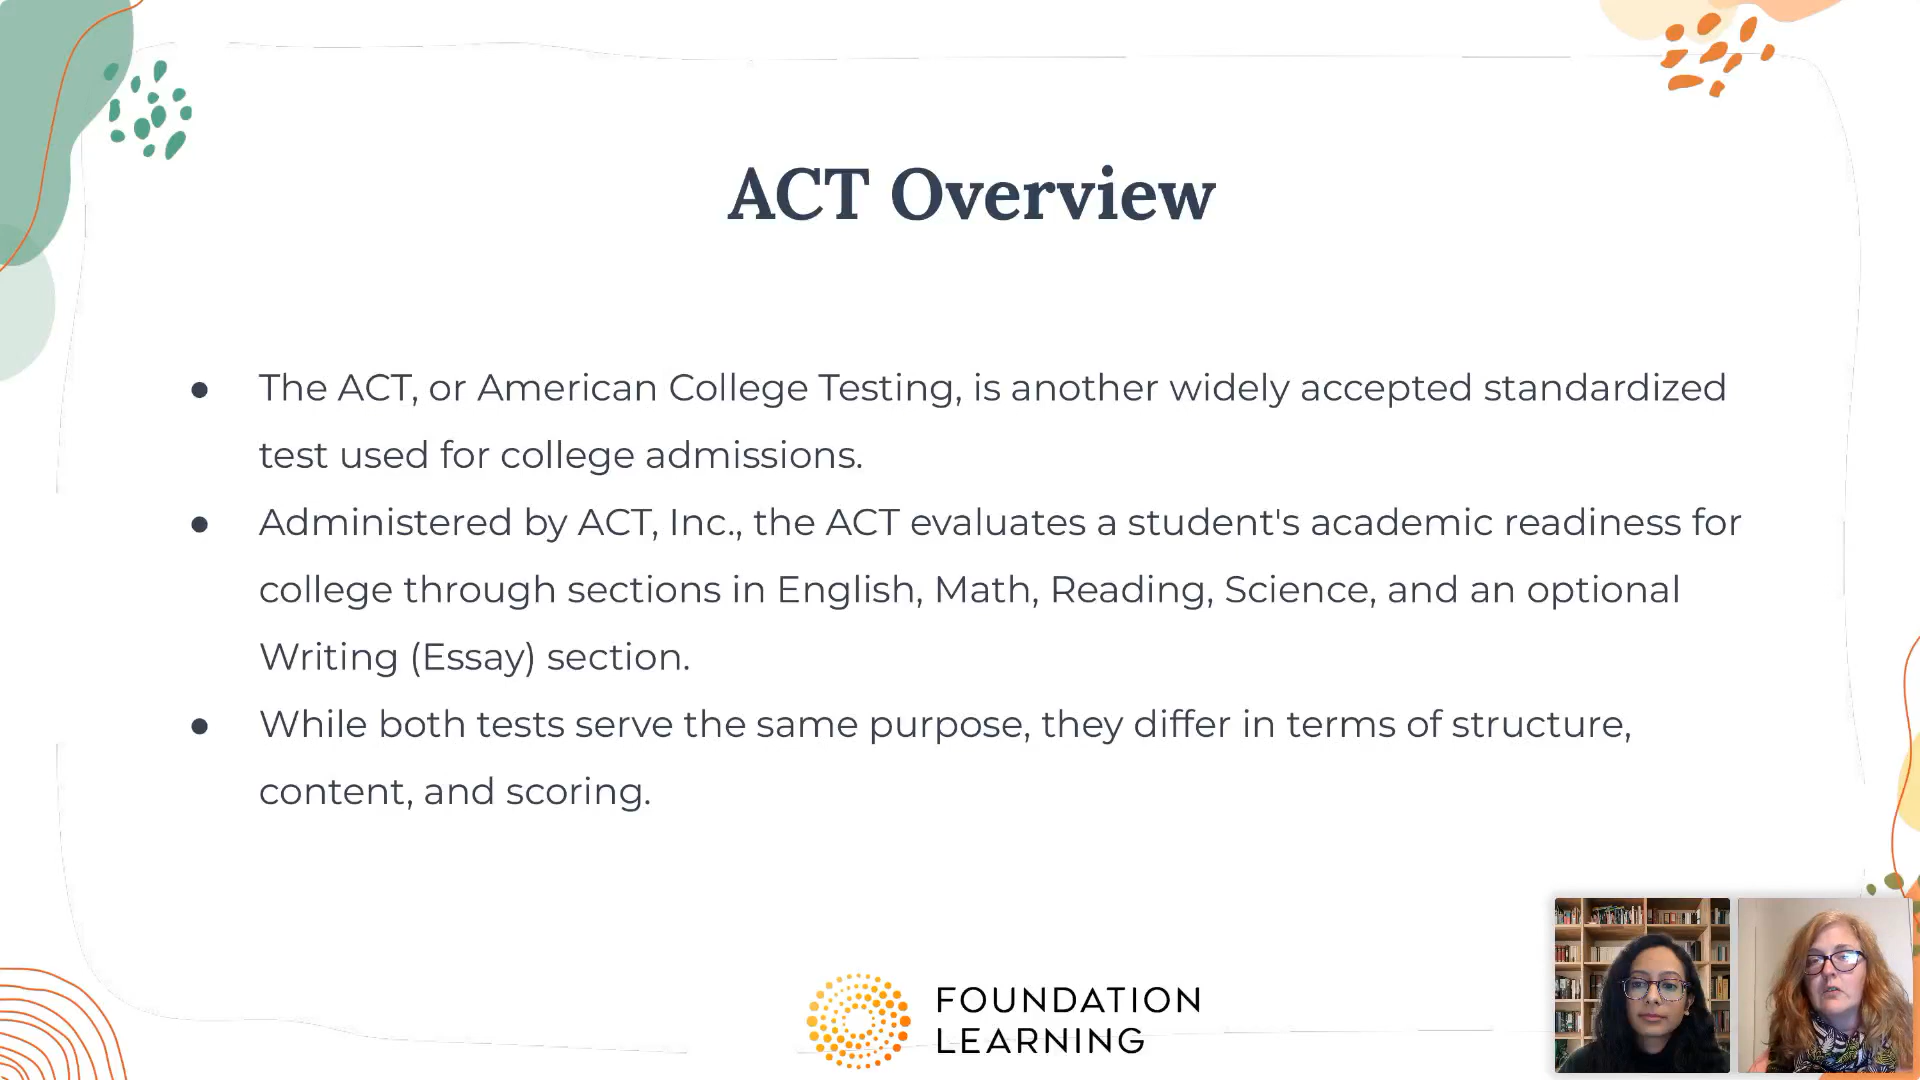 ACT Overview
● The ACT, or American College Testing, is another widely accepted standardized
test used for college admissions.
● Administered by ACT, Inc., the ACT evaluates a student's academic readiness for
college through sections in English, Math, Reading, Science, and an optional
Writing (Essay) section.
● While both tests serve the same purpose, they differ in terms of structure,
content, and scoring.
FOUNDATION
LEARNING